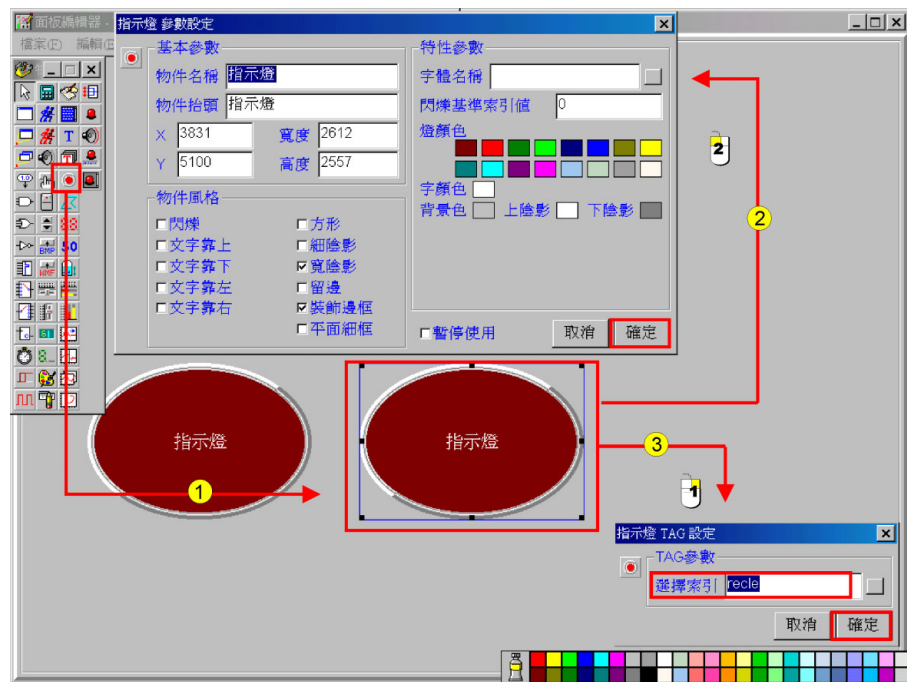 面板編輯器 -
檔案(F) 編輯(E
指示燈 參數設定
基本參數
物件名稱 指示燈
物件抬頭 指示燈
X 3831 寬度 2612
Y 5100 高度 2557
物件風格
閃爍 方形
文字靠上 細陰影
文字靠下 寬陰影
文字靠左 留邊
文字靠右 裝飾邊框
平面細框
特性參數
字體名稱
閃爍基準索引值 0
燈顏色
字顏色
背景色 上陰影 下陰影
暫停使用 取消 確定
2
2
指示燈 指示燈
1
3
1
指示燈 TAG 設定
TAG參數
選擇索引 recle
取消 確定